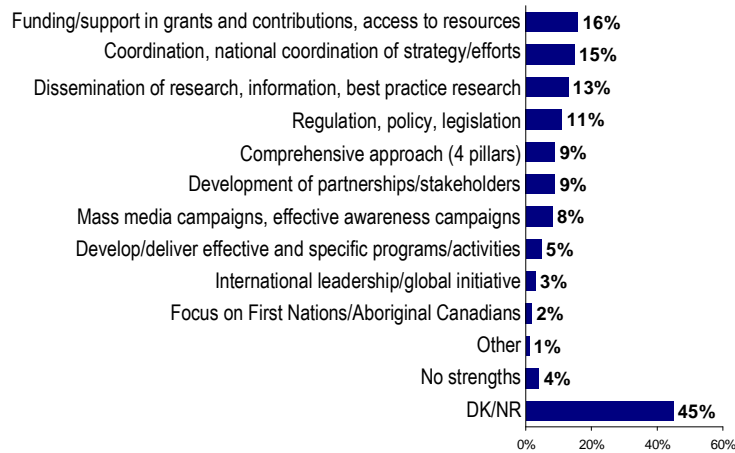 Funding/support in grants and contributions, access to resources 16%
Coordination, national coordination of strategy/efforts 15%
Dissemination of research, information, best practice research 13%
Regulation, policy, legislation 11%
Comprehensive approach (4 pillars) 9%
Development of partnerships/stakeholders 9%
Mass media campaigns, effective awareness campaigns 8%
Develop/deliver effective and specific programs/activities 5%
International leadership/global initiative 3%
Focus on First Nations/Aboriginal Canadians 2%
Other 1%
No strengths 4%
DK/NR 45%
0% 20% 40% 60%